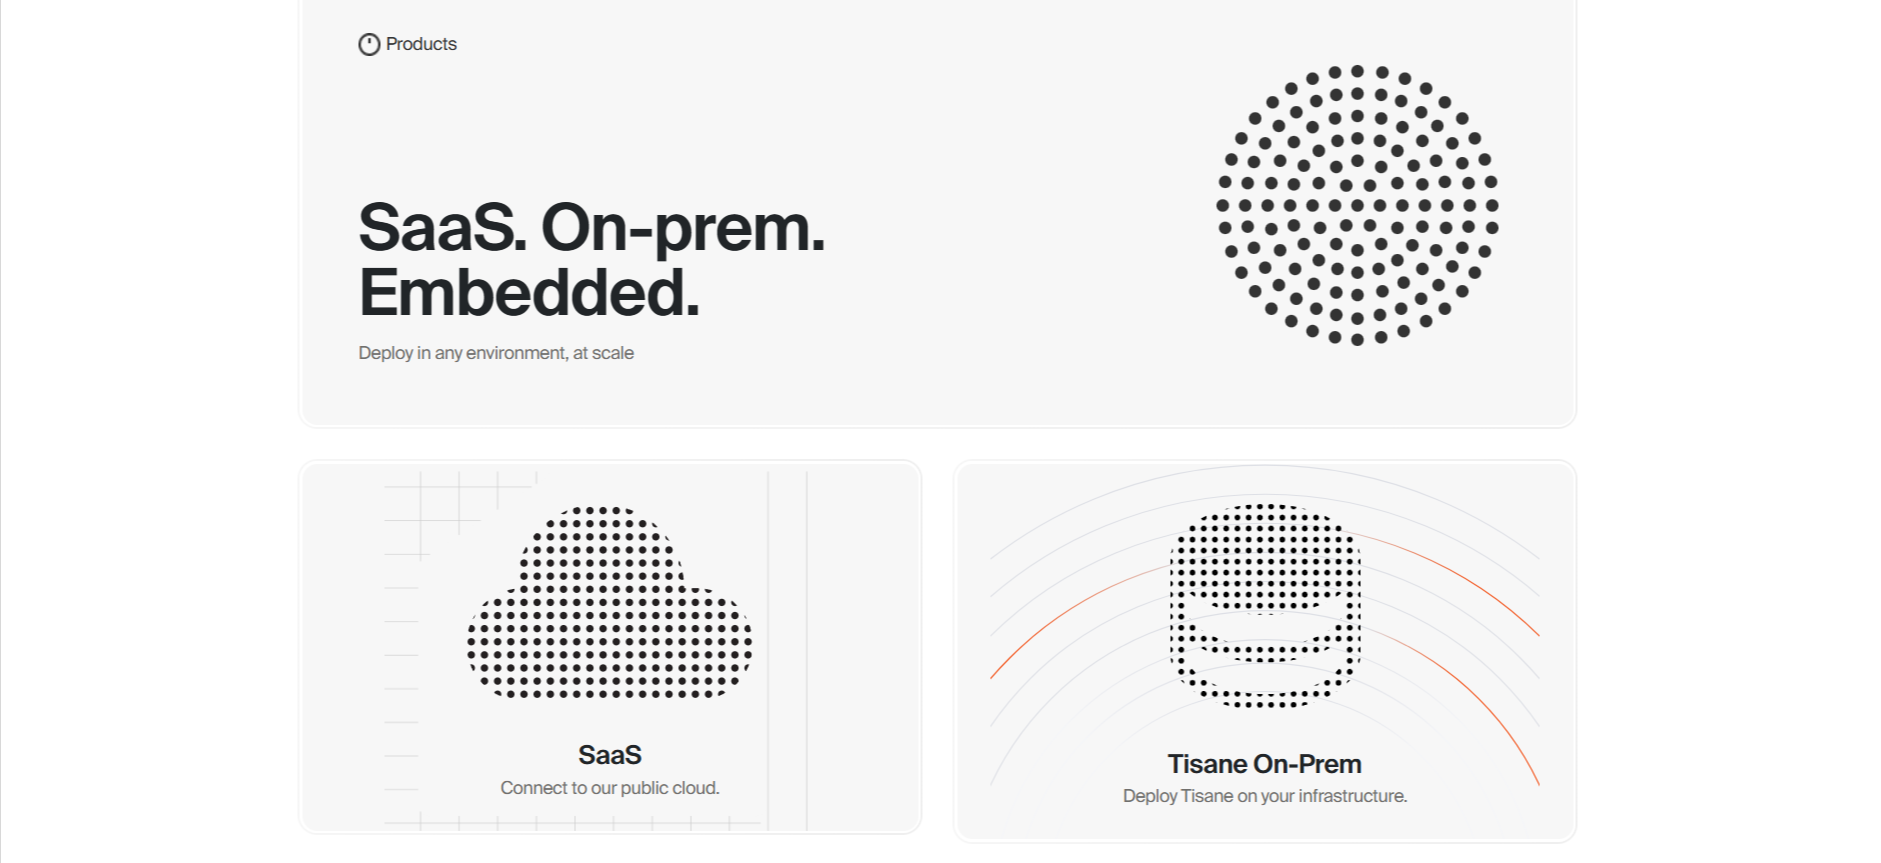 Products
SaaS. On-prem.
Embedded.
Deploy in any environment, at scale
SaaS
Connect to our public cloud.
Tisane On-Prem
Deploy Tisane on your infrastructure.